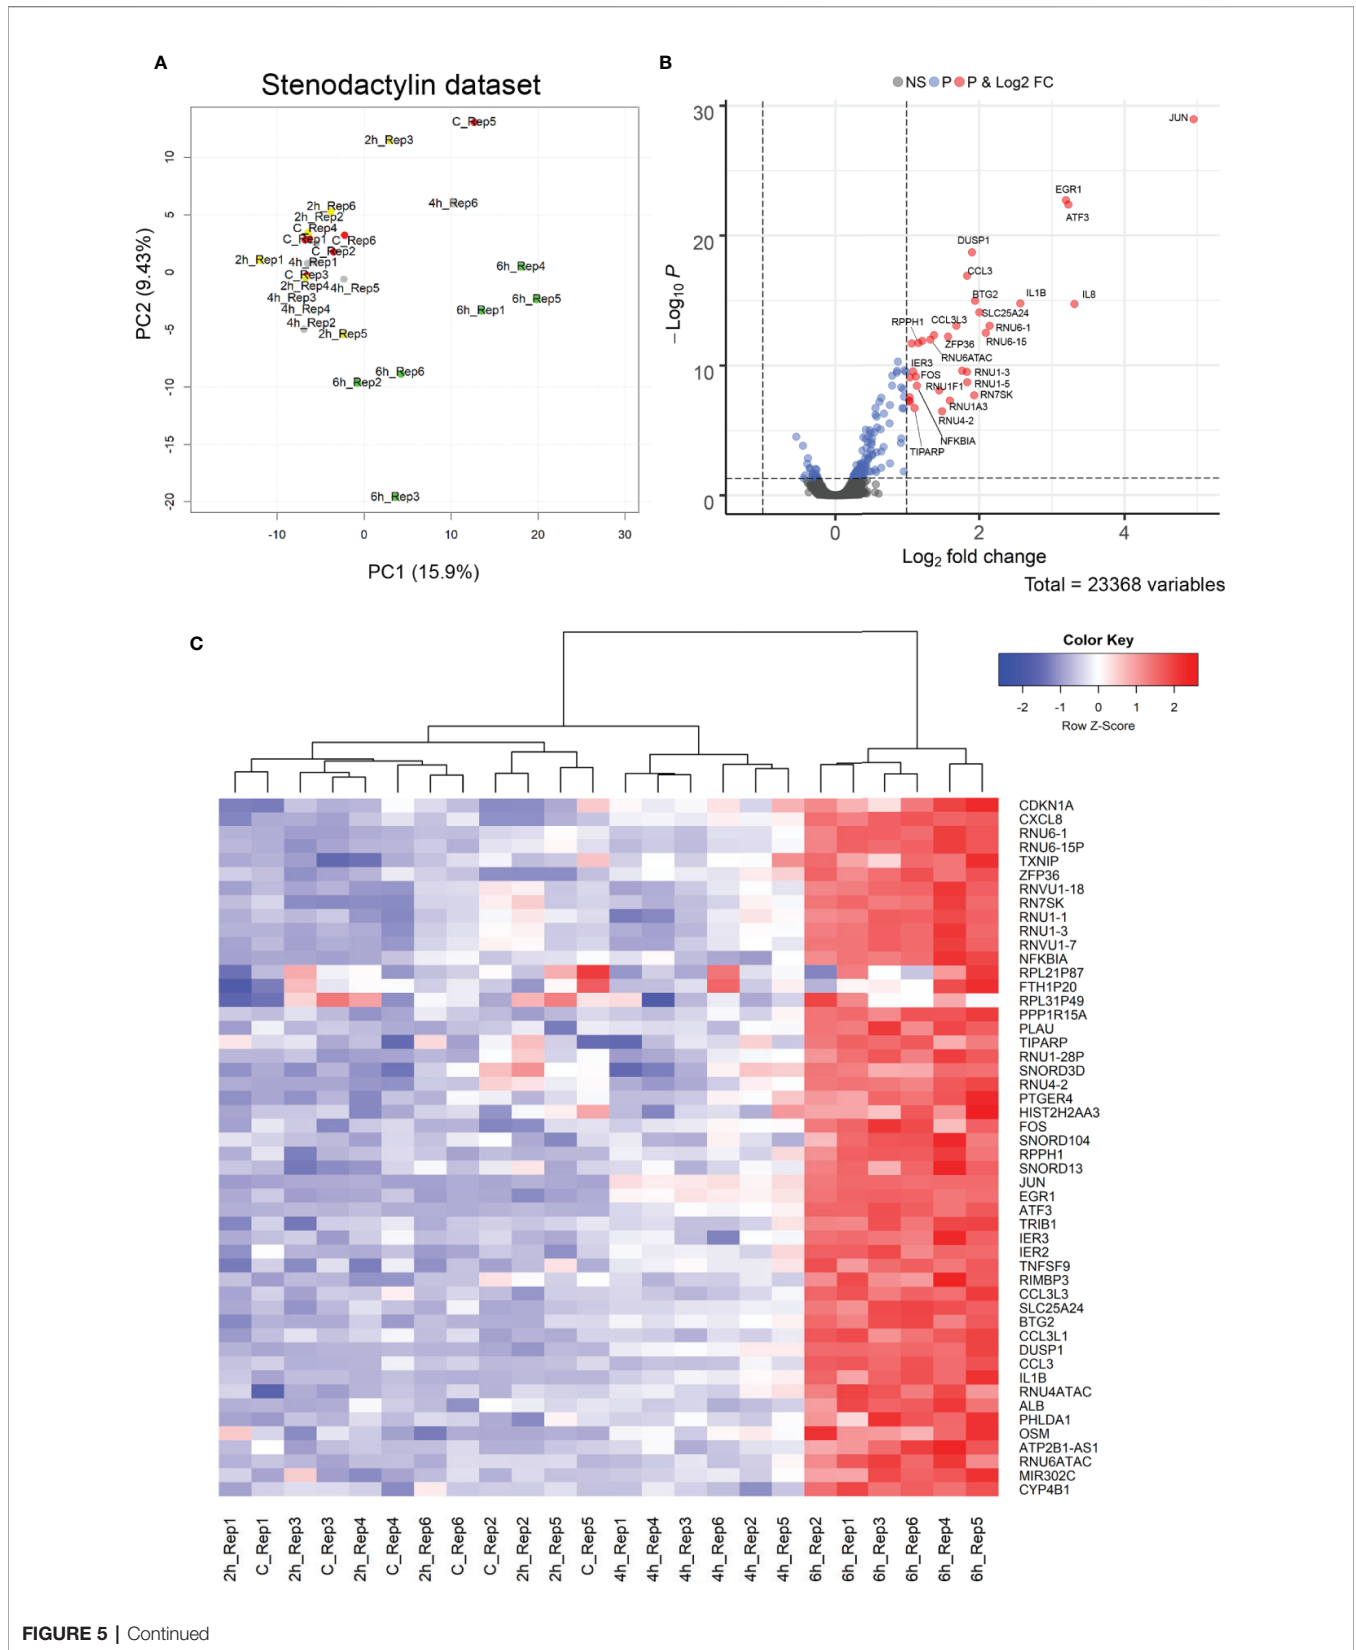 A
Stenodactylin dataset
C_Rep5
2h_Rep3
4h_Rep6
2h_Rep6
2h_Rep2
C_Rep4
C_Rep1
C_Rep6
C_Rep2
2h_Rep1
4h_Rep1
C_Rep3
2h_Rep4
4h_Rep5
4h_Rep3
4h_Rep4
4h_Rep2
2h_Rep5
6h_Rep4
6h_Rep5
6h_Rep1
6h_Rep6
6h_Rep2
6h_Rep3
10
5
0
-5
-10
-15
-20
PC2 (9.43%)
-10 0 10 20 30
PC1 (15.9%)
B
NS P P & Log2 FC
30
20
10
0
−Log10 P
JUN
EGR1
ATF3
DUSP1
CCL3
BTG2
IL1B
IL8
SLC25A24
RPPH1
CCL3L3
RNU6-1
RNU6-15
ZFP36
RNU6ATAC
IER3
FOS
RNU1-3
RNU1-5
RNU1F1
RN7SK
RNU1A3
RNU4-2
NFKBIA
TIPARP
0 2 4
Log2 fold change
Total = 23368 variables
C
Color Key
-2 -1 0 1 2
Row Z-Score
CDKN1A
CXCL8
RNU6-1
RNU6-15P
TXNIP
ZFP36
RNVU1-18
RN7SK
RNU1-1
RNU1-3
RNVU1-7
NFKBIA
RPL21P87
FTH1P20
RPL31P49
PPP1R15A
PLAU
TIPARP
RNU1-28P
SNORD3D
RNU4-2
PTGER4
HIST2H2AA3
FOS
SNORD104
RPPH1
SNORD13
JUN
EGR1
ATF3
TRIB1
IER3
IER2
TNFSF9
RIMBP3
CCL3L3
SLC25A24
BTG2
CCL3L1
DUSP1
CCL3
IL1B
RNU4ATAC
ALB
PHLDA1
OSM
ATP2B1-AS1
RNU6ATAC
MIR302C
CYP4B1
2h_Rep1
C_Rep1
2h_Rep3
C_Rep3
2h_Rep4
C_Rep4
2h_Rep6
C_Rep6
C_Rep2
2h_Rep2
2h_Rep5
C_Rep5
4h_Rep1
4h_Rep4
4h_Rep3
4h_Rep6
4h_Rep2
4h_Rep5
6h_Rep2
6h_Rep1
6h_Rep3
6h_Rep6
6h_Rep4
6h_Rep5
FIGURE 5 | Continued